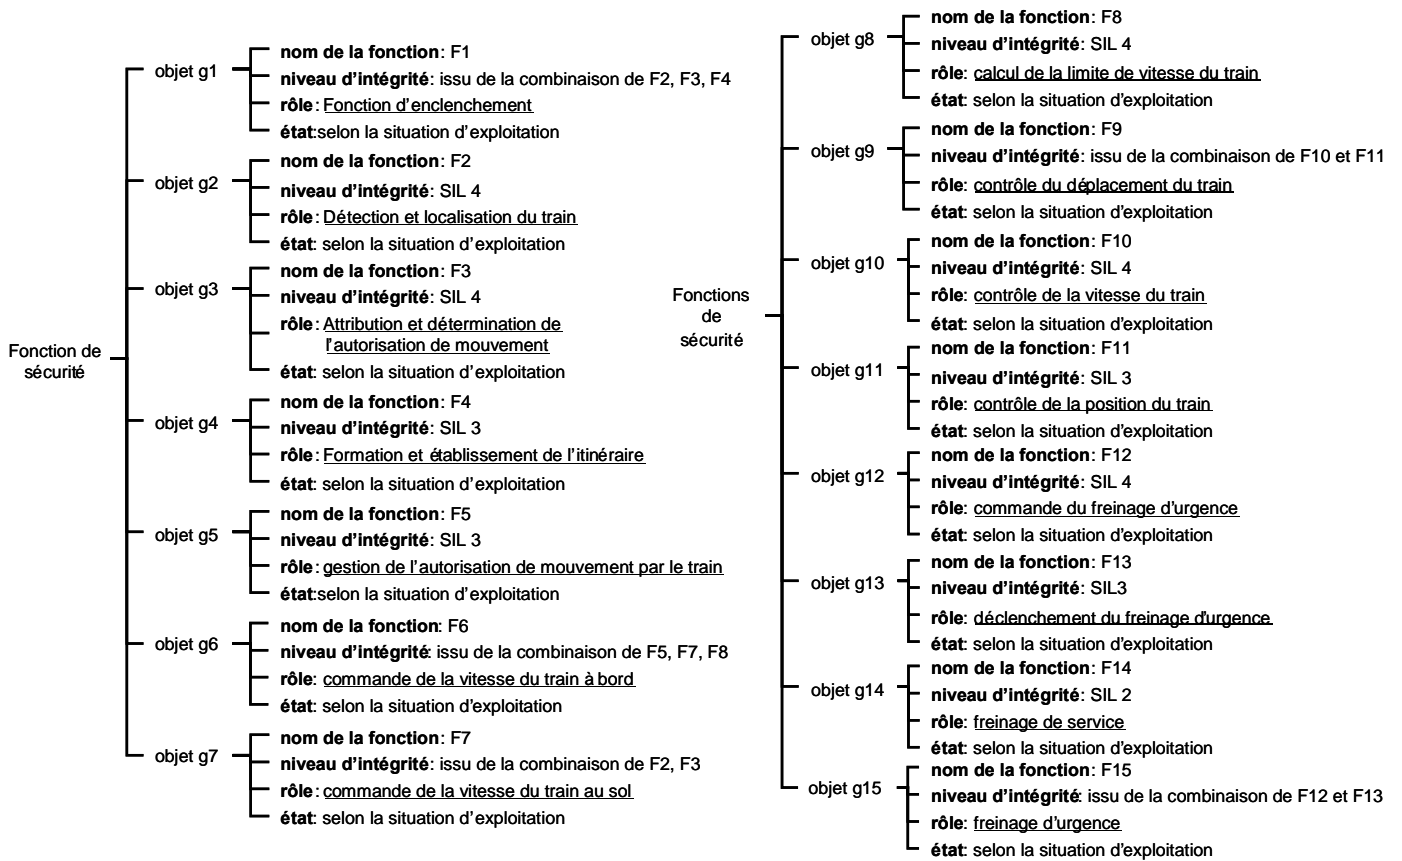 Fonction de
sécurité
objet g1
nom de la fonction: F1
niveau d'intégrité: issu de la combinaison de F2, F3, F4
rôle: Fonction d'enclenchement
état:selon la situation d'exploitation
objet g2
nom de la fonction: F2
niveau d'intégrité: SIL 4
rôle: Détection et localisation du train
état: selon la situation d'exploitation
objet g3
nom de la fonction: F3
niveau d'intégrité: SIL 4
rôle: Attribution et détermination de
l'autorisation de mouvement
état: selon la situation d'exploitation
objet g4
nom de la fonction: F4
niveau d'intégrité: SIL 3
rôle: Formation et établissement de l'itinéraire
état: selon la situation d'exploitation
objet g5
nom de la fonction: F5
niveau d'intégrité: SIL 3
rôle: gestion de l'autorisation de mouvement par le train
état:selon la situation d'exploitation
objet g6
nom de la fonction: F6
niveau d'intégrité: issu de la combinaison de F5, F7, F8
rôle: commande de la vitesse du train à bord
état: selon la situation d'exploitation
objet g7
nom de la fonction: F7
niveau d'intégrité: issu de la combinaison de F2, F3
rôle: commande de la vitesse du train au sol
état: selon la situation d'exploitation
Fonctions
de
sécurité
objet g8
nom de la fonction: F8
niveau d'intégrité: SIL 4
rôle: calcul de la limite de vitesse du train
état: selon la situation d'exploitation
objet g9
nom de la fonction: F9
niveau d'intégrité: issu de la combinaison de F10 et F11
rôle: contrôle du déplacement du train
état: selon la situation d'exploitation
objet g10
nom de la fonction: F10
niveau d'intégrité: SIL 4
rôle: contrôle de la vitesse du train
état: selon la situation d'exploitation
objet g11
nom de la fonction: F11
niveau d'intégrité: SIL 3
rôle: contrôle de la position du train
état: selon la situation d'exploitation
objet g12
nom de la fonction: F12
niveau d'intégrité: SIL 4
rôle: commande du freinage d'urgence
état: selon la situation d'exploitation
objet g13
nom de la fonction: F13
niveau d'intégrité: SIL3
rôle: déclenchement du freinage d'urgence
état: selon la situation d'exploitation
objet g14
nom de la fonction: F14
niveau d'intégrité: SIL 2
rôle: freinage de service
état: selon la situation d'exploitation
objet g15
nom de la fonction: F15
niveau d'intégrité: issu de la combinaison de F12 et F13
rôle: freinage d'urgence
état: selon la situation d'exploitation